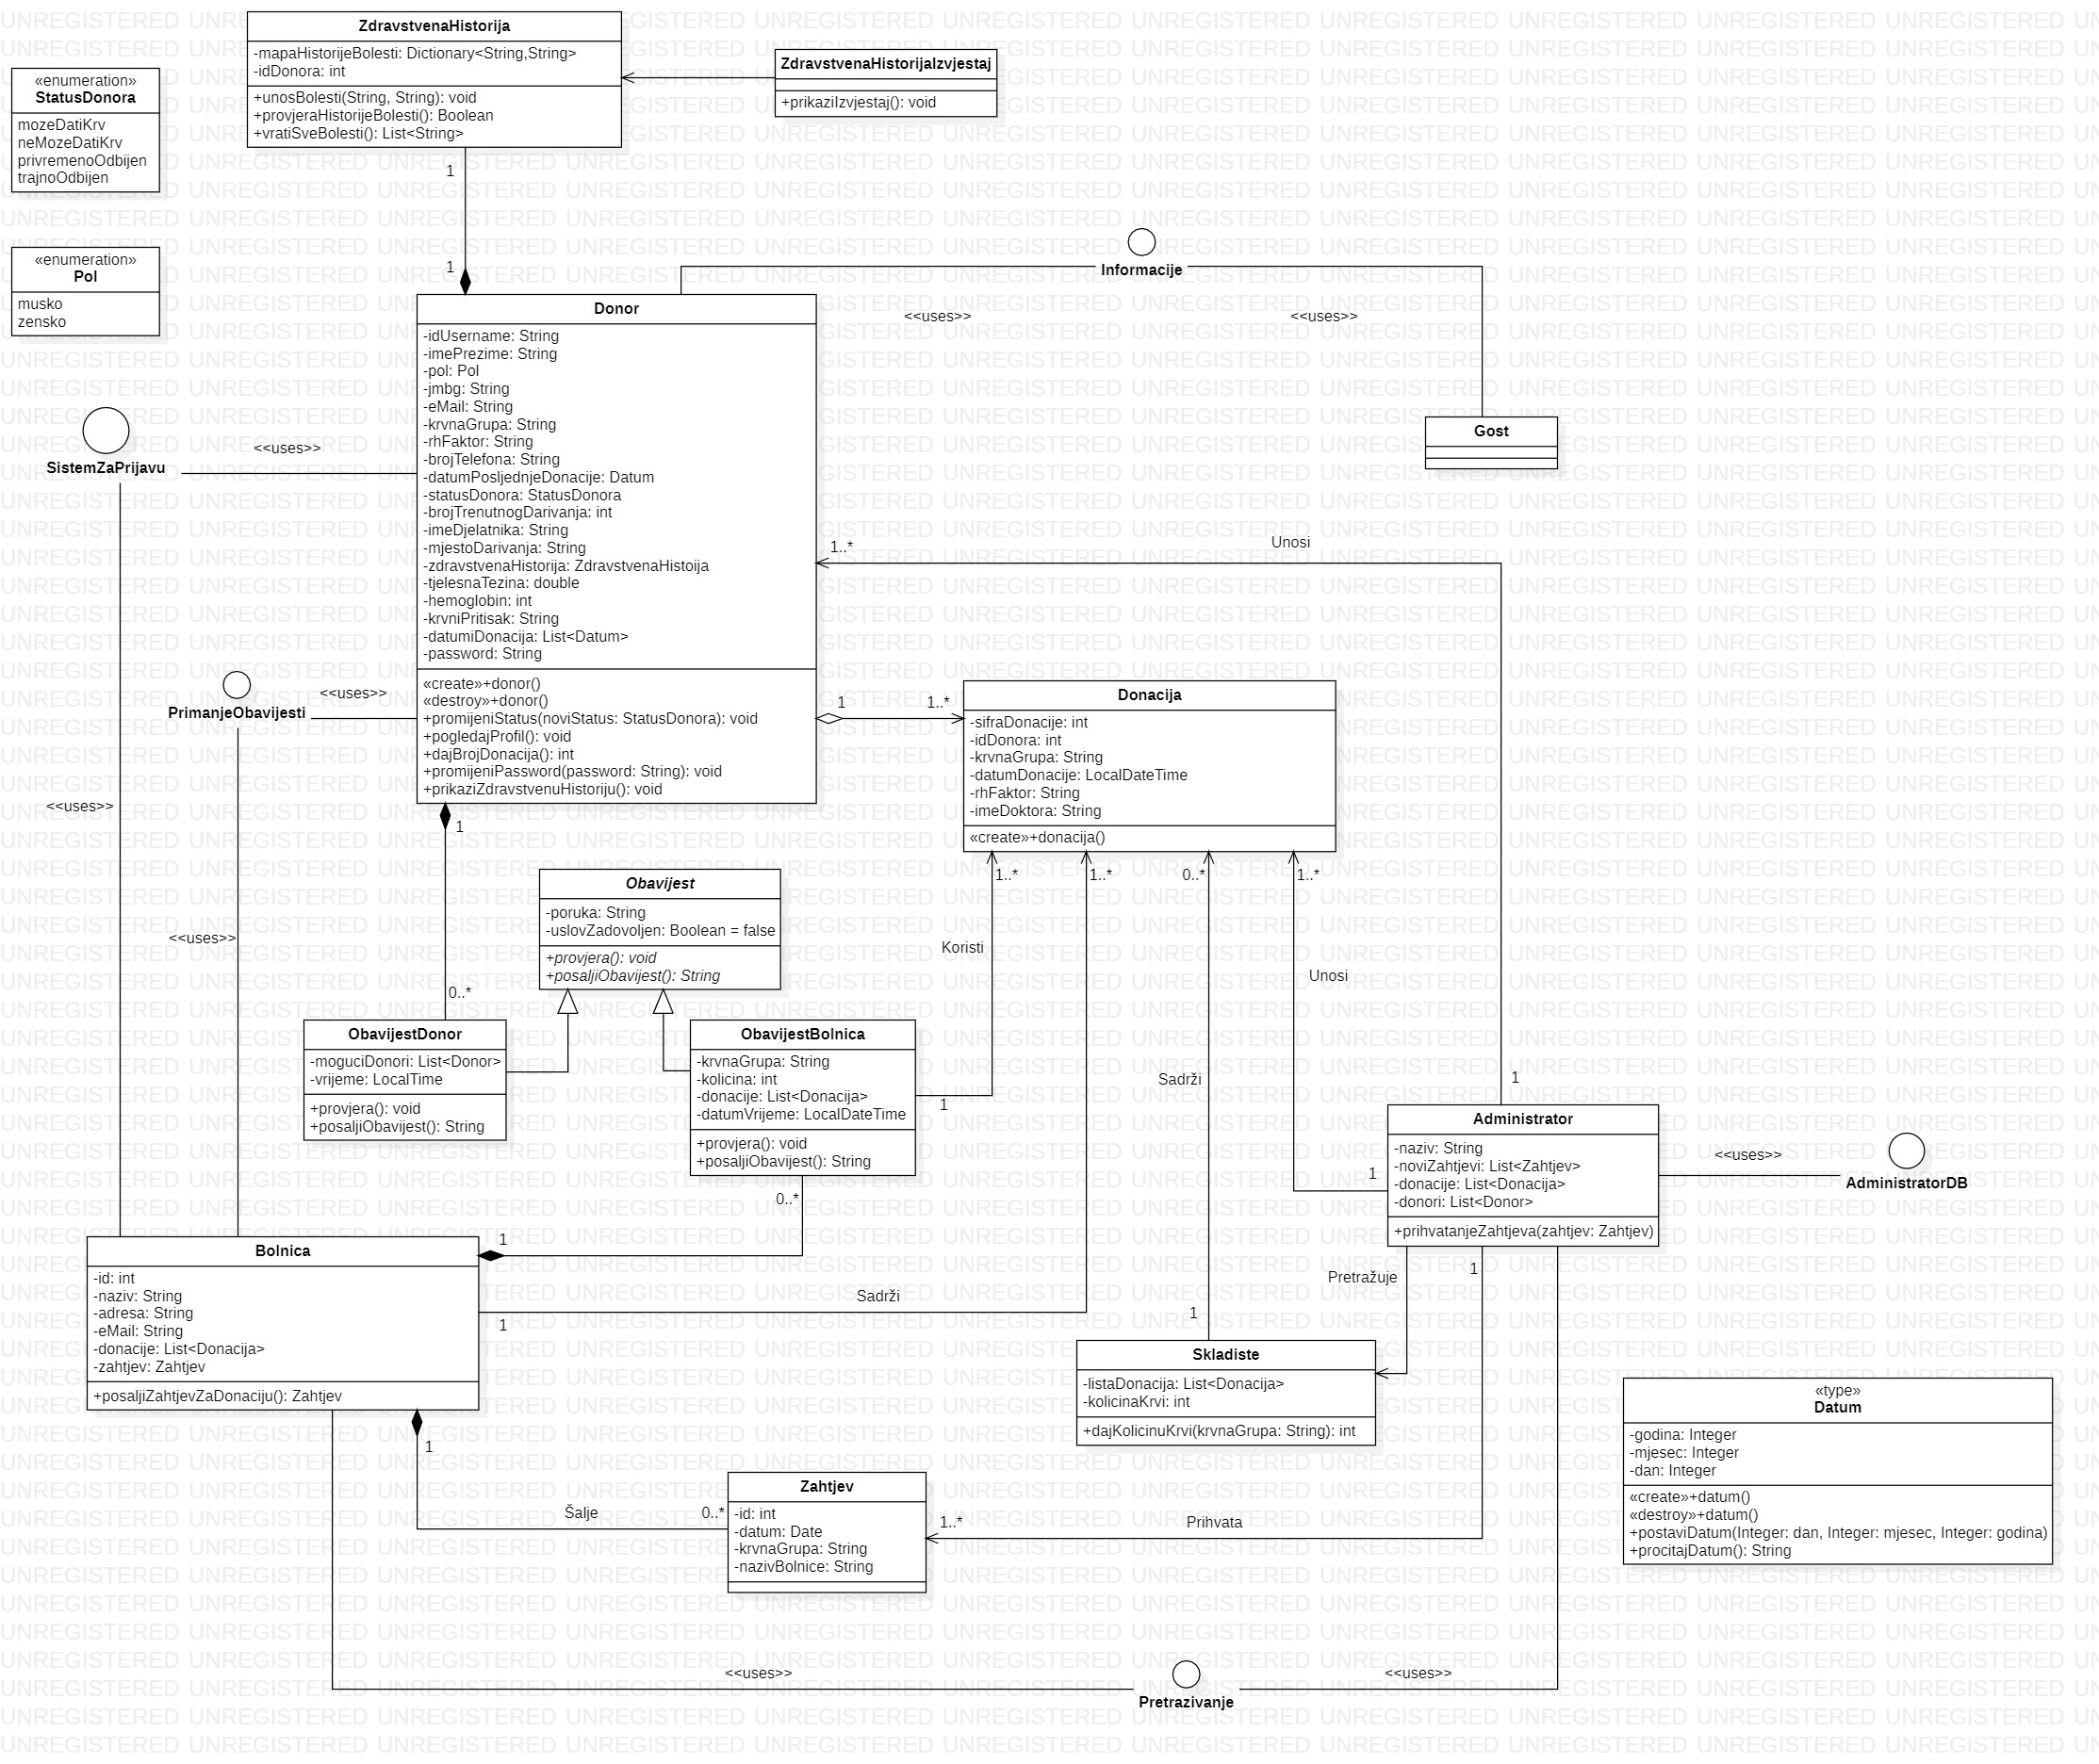 ZdravstvenaHistorija
-mapaHistorijeBolesti: Dictionary<String,String>
-idDonora: int
+unosBolesti(String, String): void
+provjeraHistorijeBolesti(): Boolean
+vratiSveBolesti(): List<String>
ZdravstvenaHistorijaIzvjestaj
+prikaziIzvjestaj(): void
«enumeration»
StatusDonora
mozeDatiKrv
neMozeDatiKrv
privremenoOdbijen
trajnoOdbijen
1
1
«enumeration»
Pol
musko
zensko
Informacije
<<uses>>
<<uses>>
Gost
Donor
-idUsername: String
-imePrezime: String
-pol: Pol
-jmbg: String
-eMail: String
-krvnaGrupa: String
-rhFaktor: String
-brojTelefona: String
-datumPosljednjeDonacije: Datum
-statusDonora: StatusDonora
-brojTrenutnogDarivanja: int
-imeDjelatnika: String
-mjestoDarivanja: String
-zdravstvenaHistorija: ZdravstvenaHistoija
-tjelesnaTezina: double
-hemoglobin: int
-krvniPritisak: String
-datumiDonacija: List<Datum>
-password: String
«create»+donor()
«destroy»+donor()
+promijeniStatus(noviStatus: StatusDonora): void
+pogledajProfil(): void
+dajBrojDonacija(): int
+promijeniPassword(password: String): void
+prikaziZdravstvenuHistoriju(): void
SistemZaPrijavu
<<uses>>
1..*
Unosi
PrimanjeObavijesti
<<uses>>
1
1..*
Donacija
-sifraDonacije: int
-idDonora: int
-krvnaGrupa: String
-datumDonacije: LocalDateTime
-rhFaktor: String
-imeDoktora: String
«create»+donacija()
<<uses>>
1
1..*
1..*
0..*
1..*
Obavijest
-poruka: String
-uslovZadovoljen: Boolean = false
+provjera(): void
+posaljiObavijest(): String
<<uses>>
Koristi
Unosi
0..*
ObavijestDonor
-moguciDonori: List<Donor>
-vrijeme: LocalTime
+provjera(): void
+posaljiObavijest(): String
ObavijestBolnica
-krvnaGrupa: String
-kolicina: int
-donacije: List<Donacija>
-datumVrijeme: LocalDateTime
+provjera(): void
+posaljiObavijest(): String
1
Sadrži
1
1
Administrator
-naziv: String
-noviZahtjevi: List<Zahtjev>
-donacije: List<Donacija>
-donori: List<Donor>
+prihvatanjeZahtjeva(zahtjev: Zahtjev)
<<uses>>
AdministratorDB
0..*
1
Bolnica
-id: int
-naziv: String
-adresa: String
-eMail: String
-donacije: List<Donacija>
-zahtjev: Zahtjev
+posaljiZahtjevZaDonaciju(): Zahtjev
Sadrži
1
Pretražuje
1
1
Skladiste
-listaDonacija: List<Donacija>
-kolicinaKrvi: int
+dajKolicinuKrvi(krvnaGrupa: String): int
«type»
Datum
-godina: Integer
-mjesec: Integer
-dan: Integer
«create»+datum()
«destroy»+datum()
+postaviDatum(Integer: dan, Integer: mjesec, Integer: godina)
+procitajDatum(): String
1
Šalje
0..*
Zahtjev
-id: int
-datum: Date
-krvnaGrupa: String
-nazivBolnice: String
1..*
Prihvata
<<uses>>
<<uses>>
Pretrazivanje